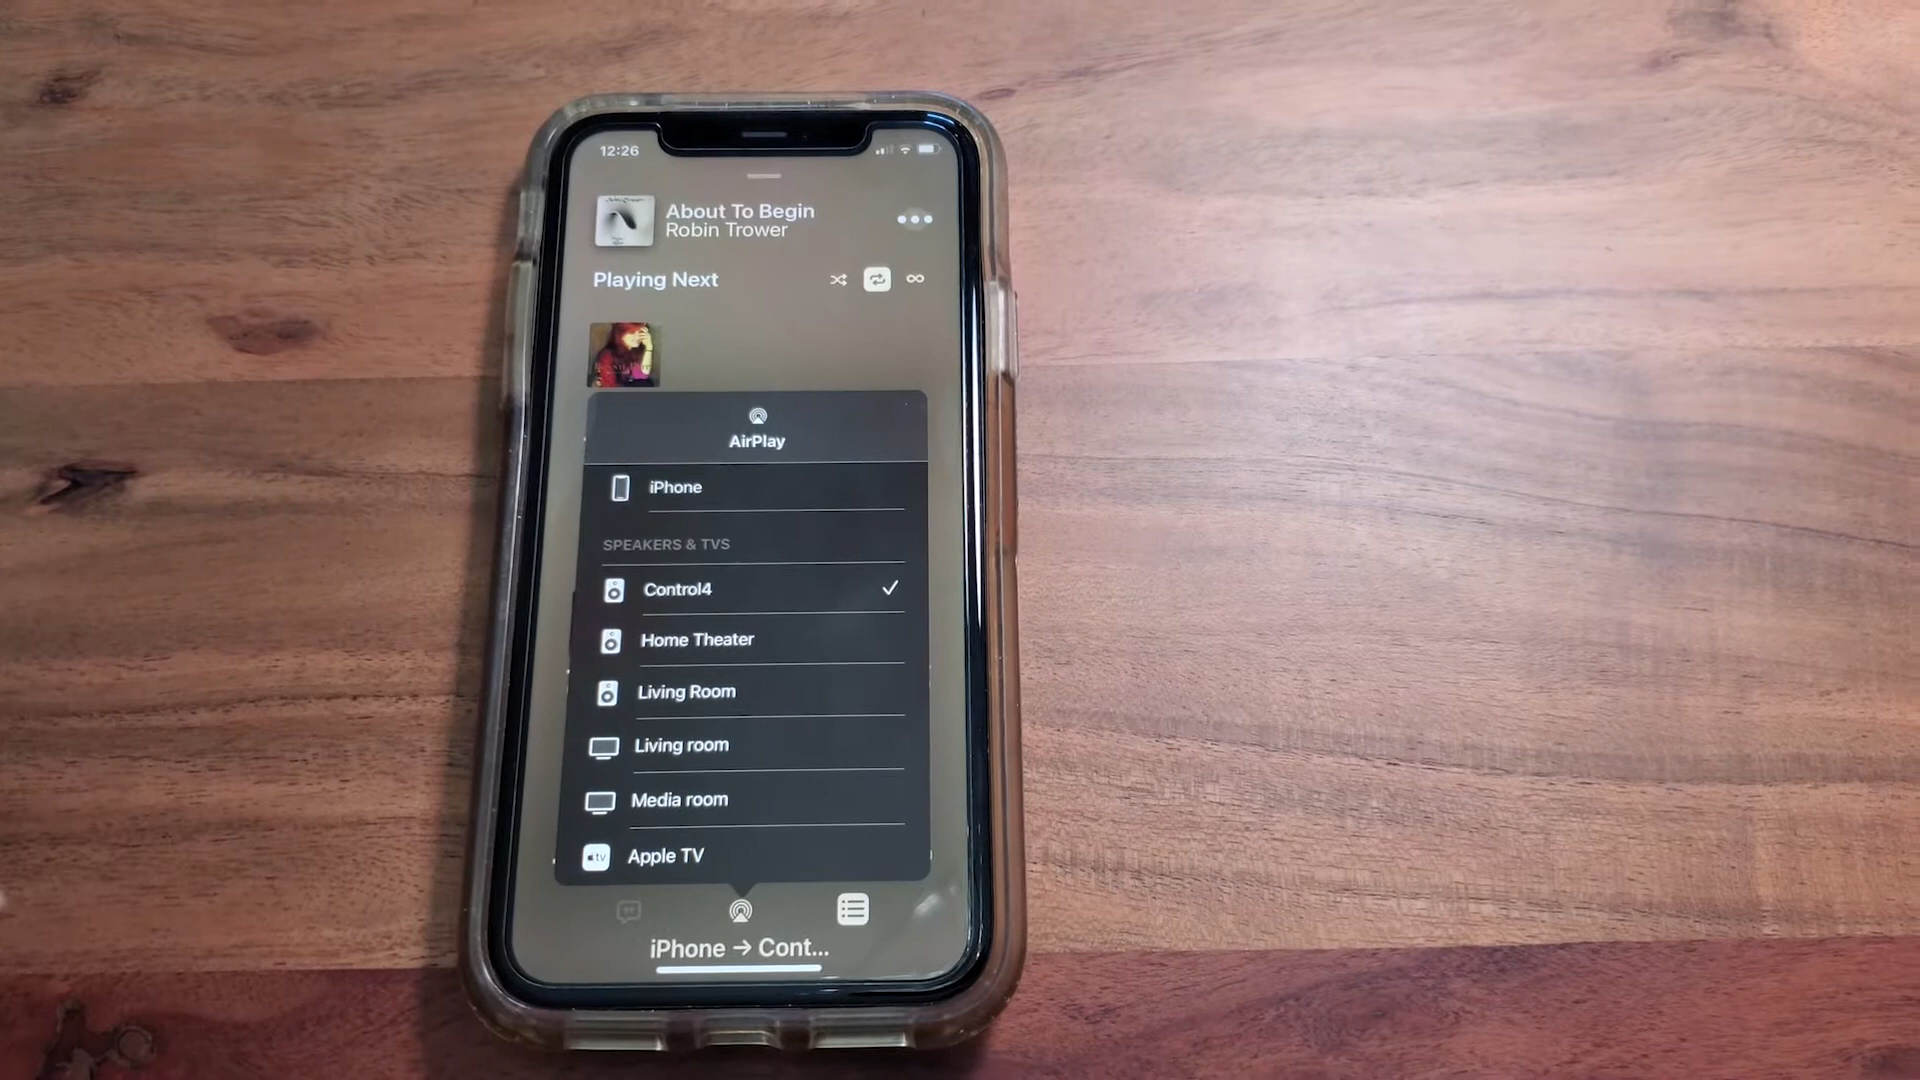 12:26
About To Begin
Robin Trower
Playing Next
AirPlay
iPhone
SPEAKERS & TVS
Control4
Home Theater
Living Room
Living room
Media room
tv
Apple TV
iPhone → Cont...